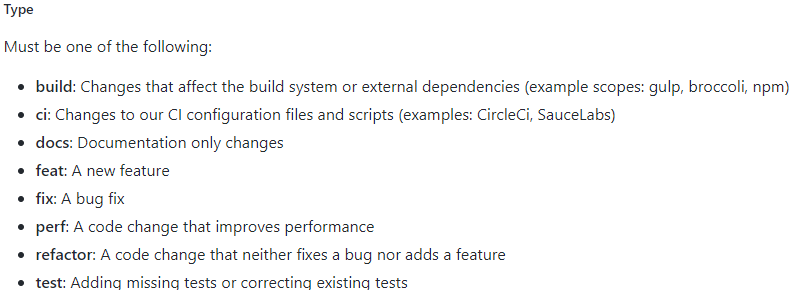 Type
Must be one of the following:
build: Changes that affect the build system or external dependencies (example scopes: gulp, broccoli, npm)
ci: Changes to our CI configuration files and scripts (examples: CircleCi, SauceLabs)
docs: Documentation only changes
feat: A new feature
fix: A bug fix
perf: A code change that improves performance
refactor: A code change that neither fixes a bug nor adds a feature
test: Adding missing tests or correcting existing tests